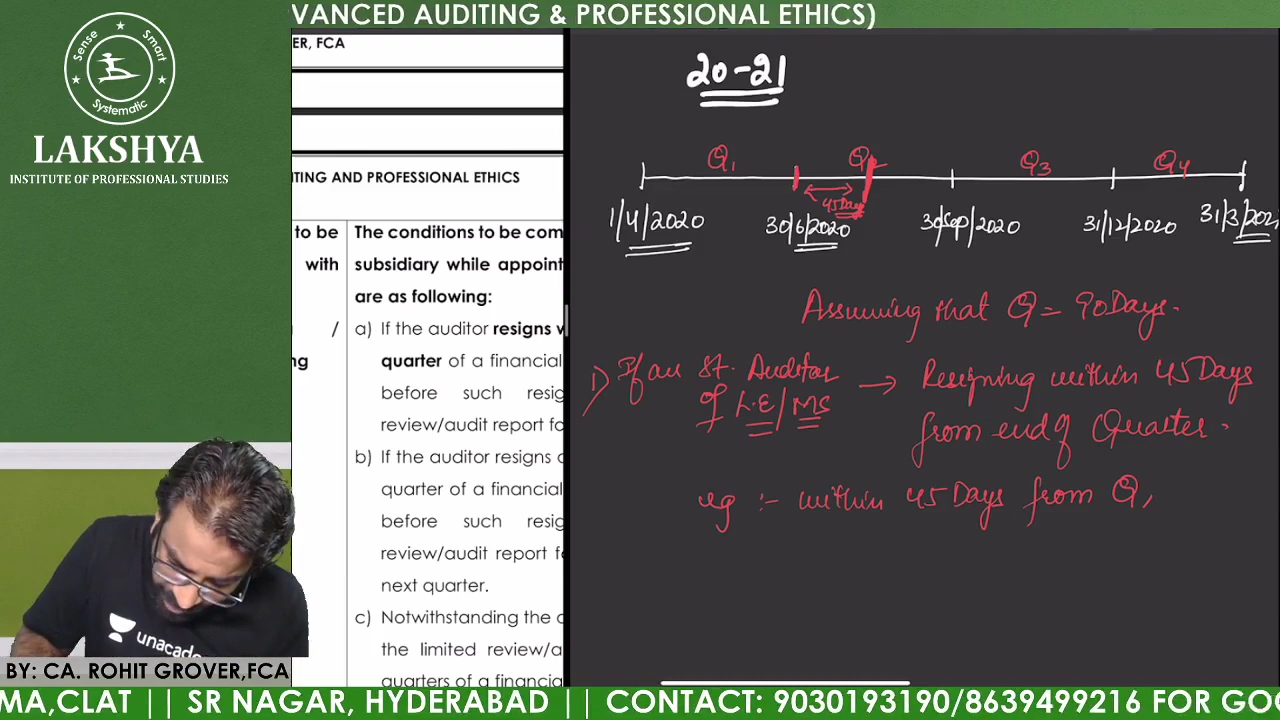 VANCED AUDITING & PROFESSIONAL ETHICS)
Sense
Smart
Systematic
LAKSHYA
INSTITUTE OF PROFESSIONAL STUDIES
ER, FCA
TING AND PROFESSIONAL ETHICS
to be
with
/
ng
The conditions to be com
subsidiary while appoint
are as following:
a) If the auditor resigns w
quarter of a financial
before such resig
review/audit report fo
b) If the auditor resigns
quarter of a financial
before such resig
review/audit report f
next quarter.
c) Notwithstanding the
the limited review/a
quarters of a financia
20-21
Q1 Q Q3 Q4
45 Days
1/4/2020 30/6/2020 30/Sep/2020 31/12/2020 31/3/202
Assuming that Q = 90 Days.
1) If an St. Auditor
of L.E/MS → Resigning within 45 Days
from end of Quarter.
eg :- within 45 Days from Q1
unacade
BY: CA. ROHIT GROVER,FCA
MA,CLAT || SR NAGAR, HYDERABAD || CONTACT: 9030193190/8639499216 FOR GO